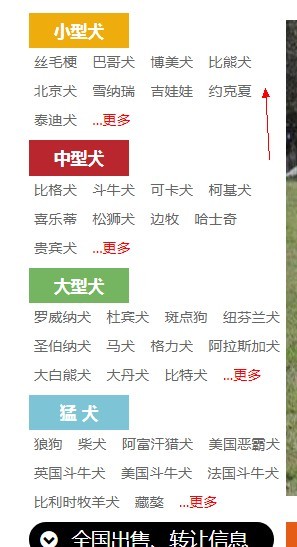 小型犬
丝毛梗 巴哥犬 博美犬 比熊犬
北京犬 雪纳瑞 吉娃娃 约克夏
泰迪犬 ...更多
中型犬
比格犬 斗牛犬 可卡犬 柯基犬
喜乐蒂 松狮犬 边牧 哈士奇
贵宾犬 ...更多
大型犬
罗威纳犬 杜宾犬 斑点狗 纽芬兰犬
圣伯纳犬 马犬 格力犬 阿拉斯加犬
大白熊犬 大丹犬 比特犬 ...更多
猛 犬
狼狗 柴犬 阿富汗猎犬 美国恶霸犬
英国斗牛犬 美国斗牛犬 法国斗牛犬
比利时牧羊犬 藏獒 ...更多
全国出售、转让信息